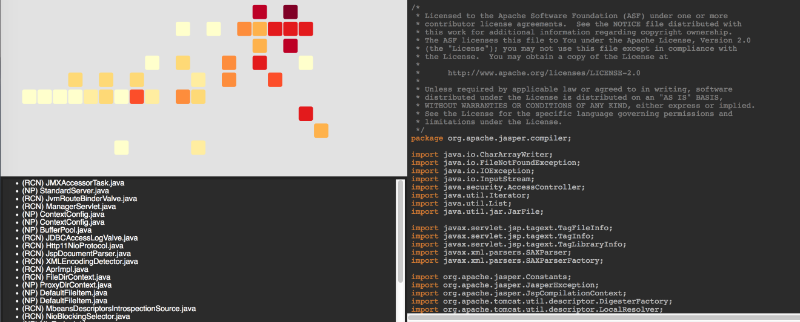 • (RCN) JMXAccessorTask.java
• (NP) StandardServer.java
• (RCN) JvmRouteBinderValve.java
• (RCN) ManagerServlet.java
• (NP) ContextConfig.java
• (NP) ContextConfig.java
• (NP) BufferPool.java
• (RCN) JDBCAccessLogValve.java
• (RCN) Http11NioProtocol.java
• (RCN) JspDocumentParser.java
• (RCN) XMLEncodingDetector.java
• (RCN) AprImpl.java
• (RCN) FileDirContext.java
• (NP) ProxyDirContext.java
• (NP) DefaultFileItem.java
• (NP) DefaultFileItem.java
• (RCN) MbeansDescriptorsIntrospectionSource.java
• (RCN) NioBlockingSelector.java
/*
* Licensed to the Apache Software Foundation (ASF) under one or more
* contributor license agreements. See the NOTICE file distributed with
* this work for additional information regarding copyright ownership.
* The ASF licenses this file to You under the Apache License, Version 2.0
* (the "License"); you may not use this file except in compliance with
* the License. You may obtain a copy of the License at
*
* http://www.apache.org/licenses/LICENSE-2.0
*
* Unless required by applicable law or agreed to in writing, software
* distributed under the License is distributed on an "AS IS" BASIS,
* WITHOUT WARRANTIES OR CONDITIONS OF ANY KIND, either express or implied.
* See the License for the specific language governing permissions and
* limitations under the License.
*/
package org.apache.jasper.compiler;
import java.io.CharArrayWriter;
import java.io.FileNotFoundException;
import java.io.IOException;
import java.io.InputStream;
import java.security.AccessController;
import java.util.Iterator;
import java.util.List;
import java.util.jar.JarFile;
import javax.servlet.jsp.tagext.TagFileInfo;
import javax.servlet.jsp.tagext.TagInfo;
import javax.servlet.jsp.tagext.TagLibraryInfo;
import javax.xml.parsers.SAXParser;
import javax.xml.parsers.SAXParserFactory;
import org.apache.jasper.Constants;
import org.apache.jasper.JasperException;
import org.apache.jasper.JspCompilationContext;
import org.apache.tomcat.util.descriptor.DigesterFactory;
import org.apache.tomcat.util.descriptor.LocalResolver;